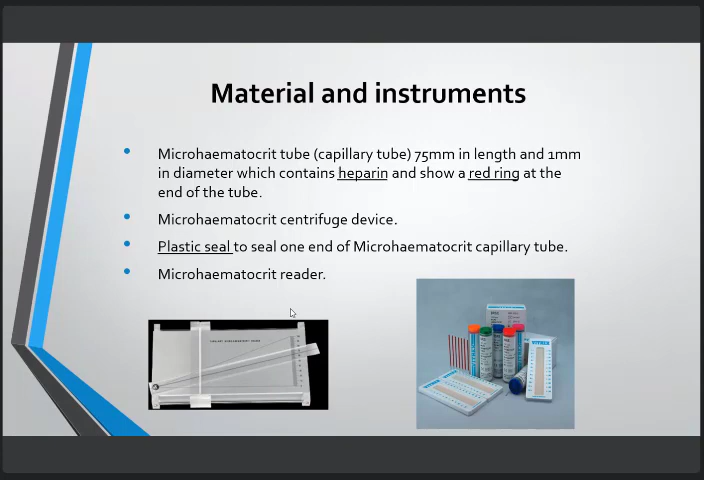 Material and instruments
Microhaematocrit tube (capillary tube) 75mm in length and 1mm
in diameter which contains heparin and show a red ring at the
end of the tube.
Microhaematocrit centrifuge device.
Plastic seal to seal one end of Microhaematocrit capillary tube.
Microhaematocrit reader.
VITREX